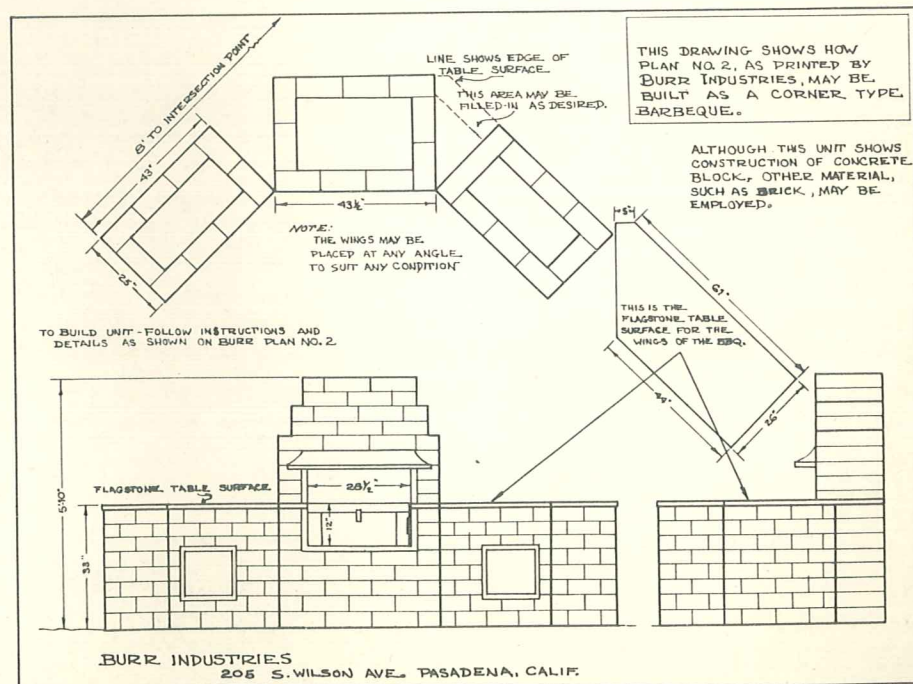 8' TO INTERSECTION POINT
43"
25"
43½"
LINE SHOWS EDGE OF
TABLE SURFACE
THIS AREA MAY BE
FILLED-IN AS DESIRED.
THIS DRAWING SHOWS HOW
PLAN NO. 2, AS PRINTED BY
BURR INDUSTRIES, MAY BE
BUILT AS A CORNER TYPE
BARBEQUE.
ALTHOUGH THIS UNIT SHOWS
CONSTRUCTION OF CONCRETE
BLOCK, OTHER MATERIAL,
SUCH AS BRICK, MAY BE
EMPLOYED.
NOTE:
THE WINGS MAY BE
PLACED AT ANY ANGLE
TO SUIT ANY CONDITION
THIS IS THE
FLAGSTONE TABLE
SURFACE FOR THE
WINGS OF THE BBQ.
26"
TO BUILD UNIT - FOLLOW INSTRUCTIONS AND
DETAILS AS SHOWN ON BURR PLAN NO. 2
FLAGSTONE TABLE SURFACE
5'-10"
33"
12"
BURR INDUSTRIES
205 S. WILSON AVE. PASADENA, CALIF.